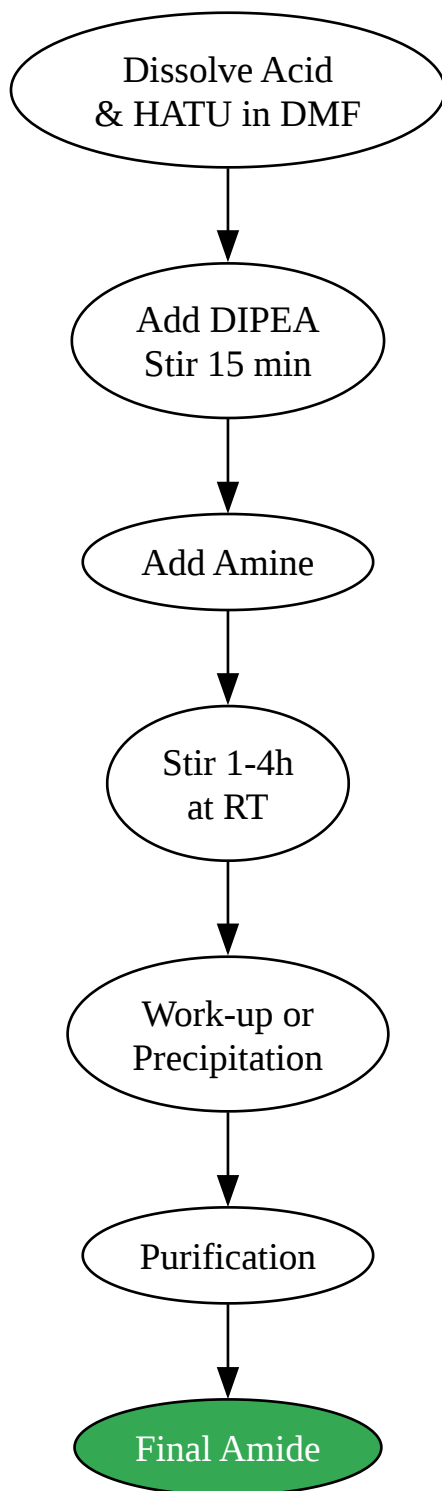 Dissolve Acid
& HATU in DMF
Add DIPEA
Stir 15 min
Add Amine
Stir 1-4h
at RT
Work-up or
Precipitation
Purification
Final Amide